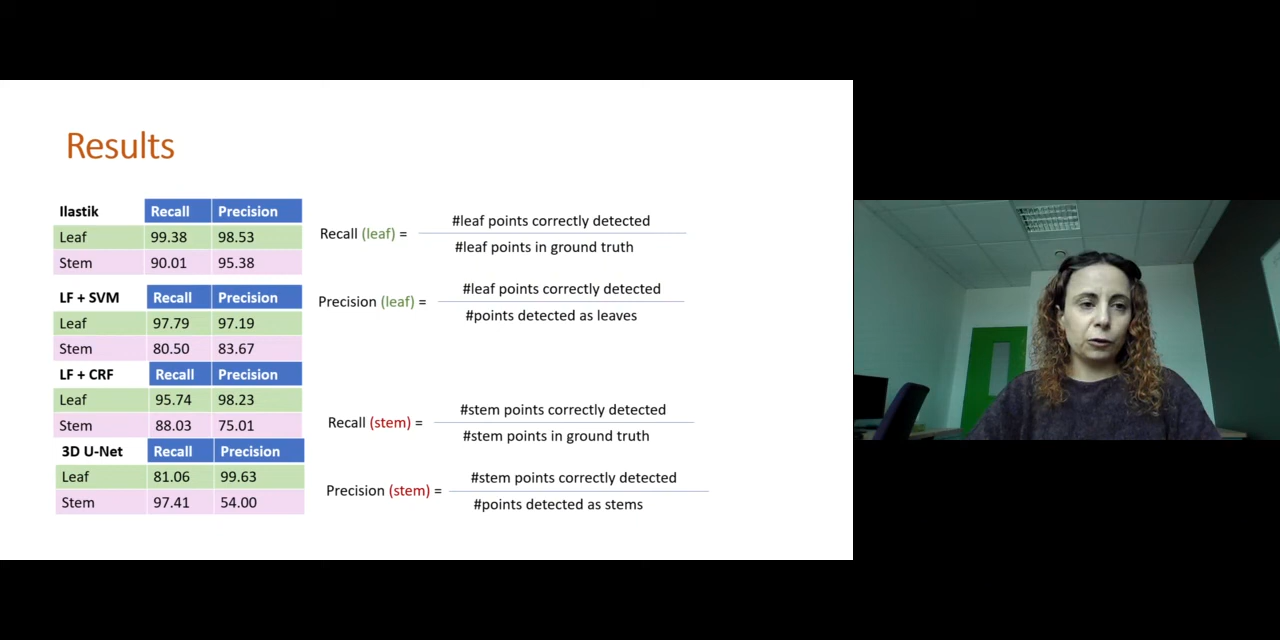 Results
Ilastik Recall Precision
Leaf 99.38 98.53
Stem 90.01 95.38
LF + SVM Recall Precision
Leaf 97.79 97.19
Stem 80.50 83.67
LF + CRF Recall Precision
Leaf 95.74 98.23
Stem 88.03 75.01
3D U-Net Recall Precision
Leaf 81.06 99.63
Stem 97.41 54.00
#leaf points correctly detected
Recall (leaf) =
#leaf points in ground truth
#leaf points correctly detected
Precision (leaf) =
#points detected as leaves
#stem points correctly detected
Recall (stem) =
#stem points in ground truth
#stem points correctly detected
Precision (stem) =
#points detected as stems